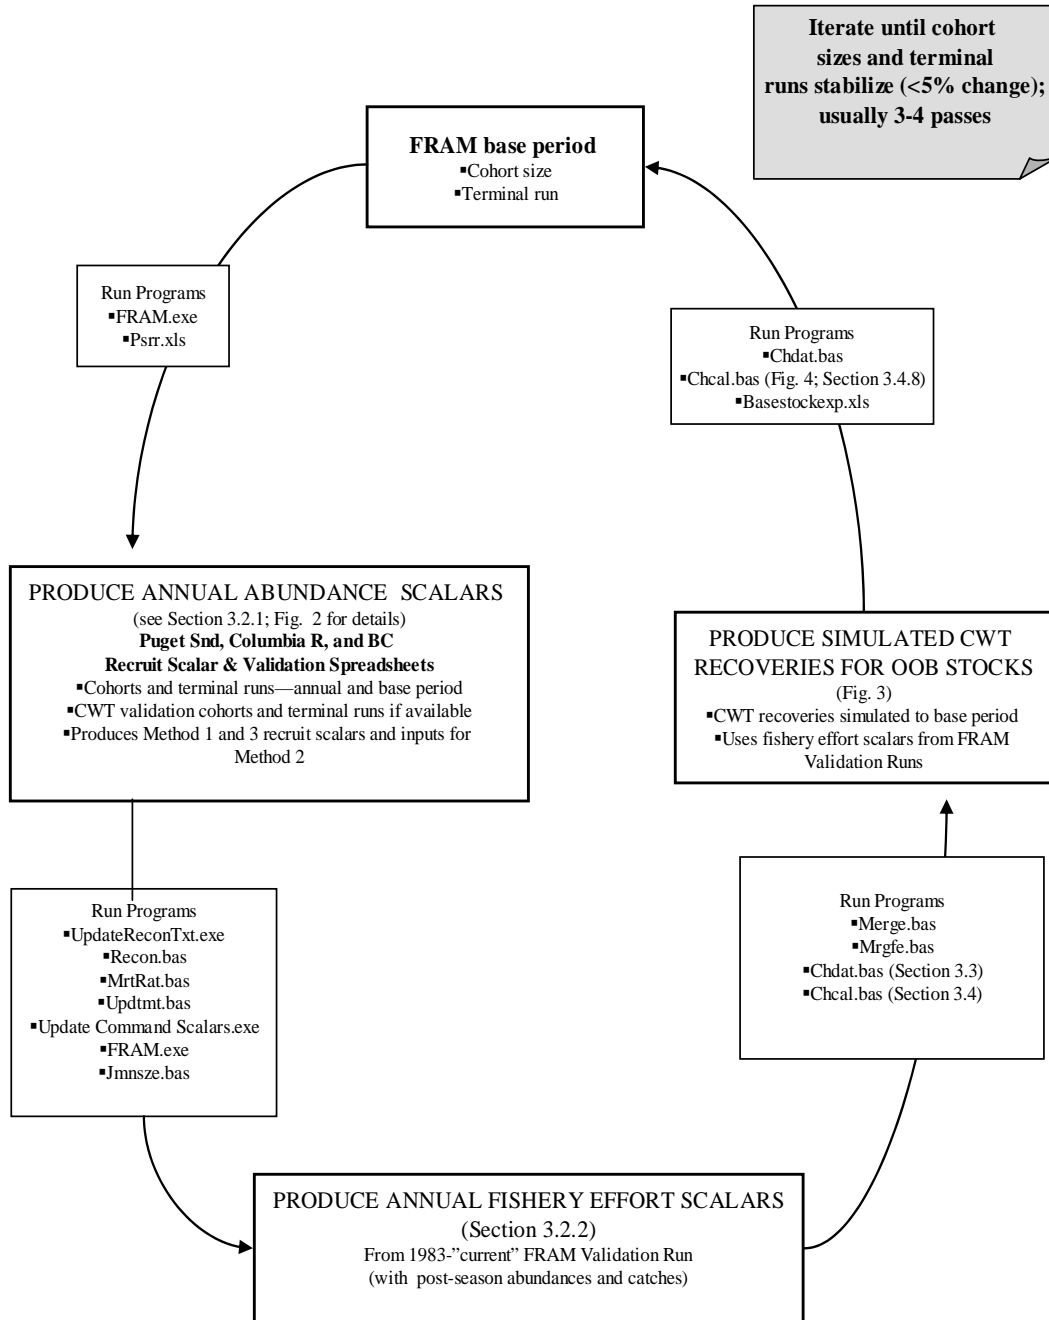 Iterate until cohort
sizes and terminal
runs stabilize (<5% change);
usually 3-4 passes
FRAM base period
▪Cohort size
▪Terminal run
Run Programs
▪FRAM.exe
▪Psrr.xls
Run Programs
▪Chdat.bas
▪Chcal.bas (Fig. 4; Section 3.4.8)
▪Basestockexp.xls
PRODUCE ANNUAL ABUNDANCE SCALARS
(see Section 3.2.1; Fig. 2 for details)
Puget Snd, Columbia R, and BC
Recruit Scalar & Validation Spreadsheets
▪Cohorts and terminal runs—annual and base period
▪CWT validation cohorts and terminal runs if available
▪Produces Method 1 and 3 recruit scalars and inputs for
Method 2
PRODUCE SIMULATED CWT
RECOVERIES FOR OOB STOCKS
(Fig. 3)
▪CWT recoveries simulated to base period
▪Uses fishery effort scalars from FRAM
Validation Runs
Run Programs
▪UpdateReconTxt.exe
▪Recon.bas
▪MrtRat.bas
▪Updtmt.bas
▪Update Command Scalars.exe
▪FRAM.exe
▪Jmnsze.bas
Run Programs
▪Merge.bas
▪Mrgfe.bas
▪Chdat.bas (Section 3.3)
▪Chcal.bas (Section 3.4)
PRODUCE ANNUAL FISHERY EFFORT SCALARS
(Section 3.2.2)
From 1983-”current” FRAM Validation Run
(with post-season abundances and catches)